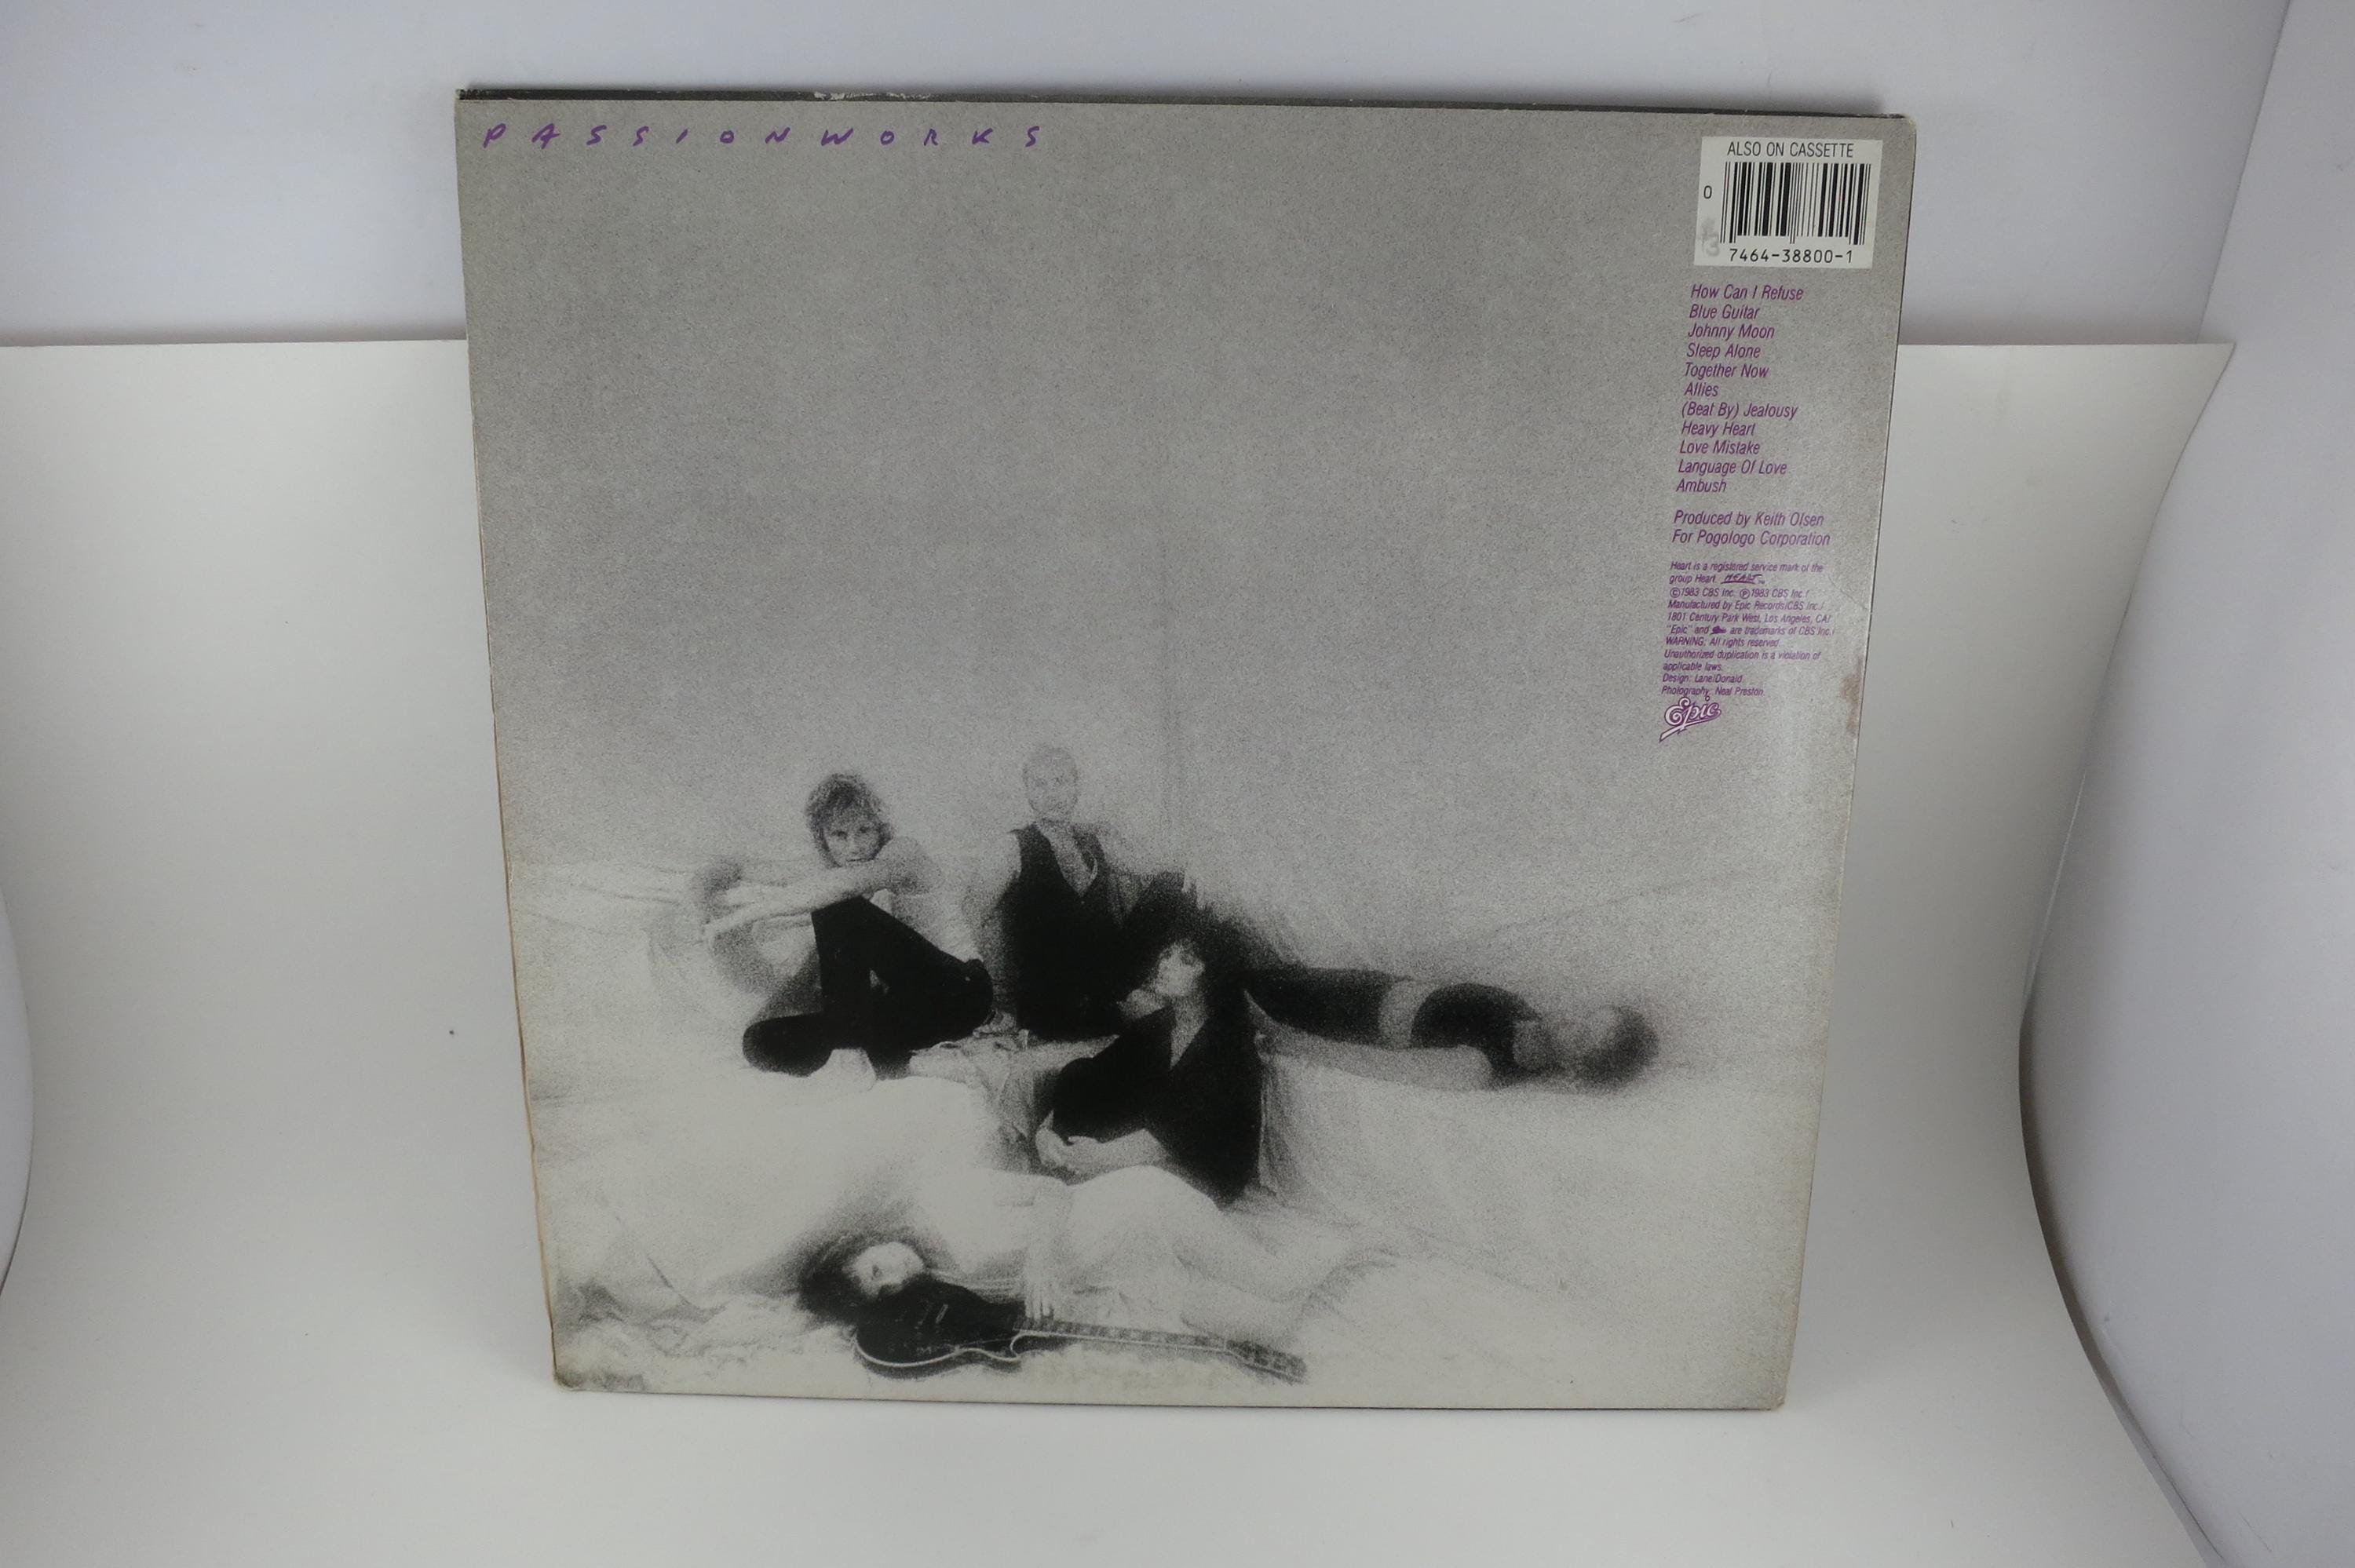 PASSIONWORKS
ALSO ON CASSETTE
0
7464-38800-1
How Can I Refuse
Blue Guitar
Johnny Moon
Sleep Alone
Together Now
Allies
(Beat By) Jealousy
Heavy Heart
Love Mistake
Language Of Love
Ambush
Produced by Keith Olsen
For Pogologo Corporation
Heart is a registered service mark of the
group Heart. HEART TM
©1983 CBS Inc. ℗1983 CBS Inc./
Manufactured by Epic Records/CBS Inc./
1801 Century Park West, Los Angeles, CA/
"Epic" and Epic are trademarks of CBS Inc./
WARNING: All rights reserved.
Unauthorized duplication is a violation of
applicable laws.
Design: Lane/Donald
Photography: Neal Preston
Epic